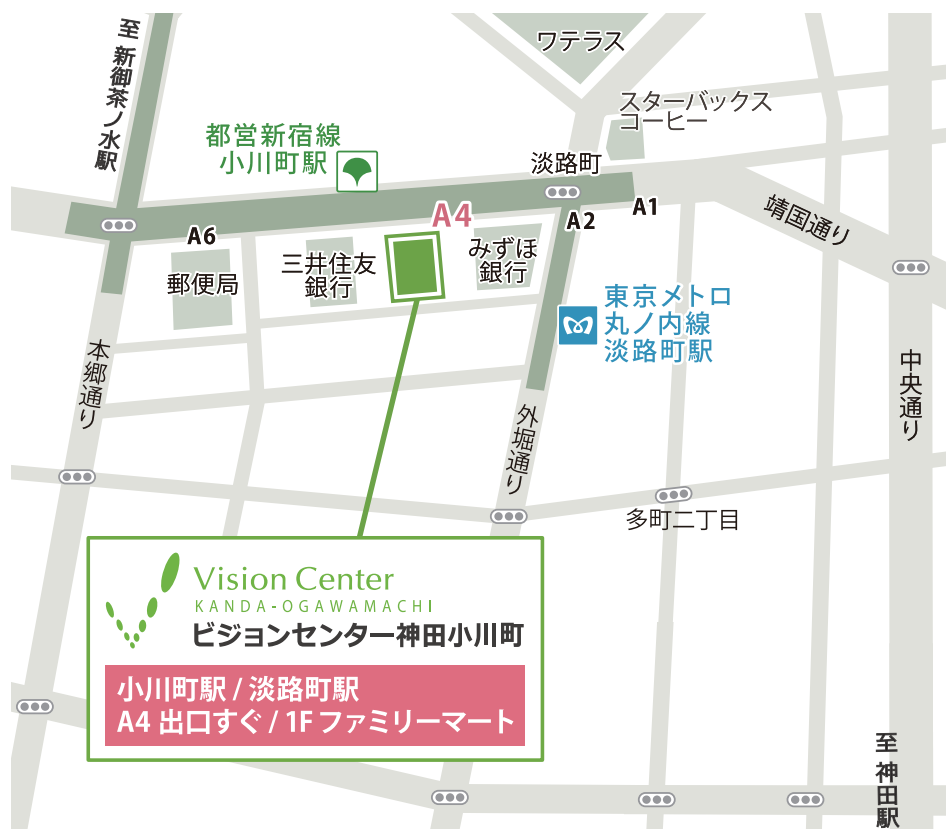 至 新御茶ノ水駅
ワテラス
スターバックス
コーヒー
都営新宿線
小川町駅
淡路町
A4
A1
A2
A6
靖国通り
郵便局
三井住友
銀行
みずほ
銀行
東京メトロ
丸ノ内線
淡路町駅
本郷通り
外堀通り
中央通り
多町二丁目
Vision Center
KANDA-OGAWAMACHI
ビジョンセンター神田小川町
小川町駅 / 淡路町駅
A4 出口すぐ / 1F ファミリーマート
至 神田駅